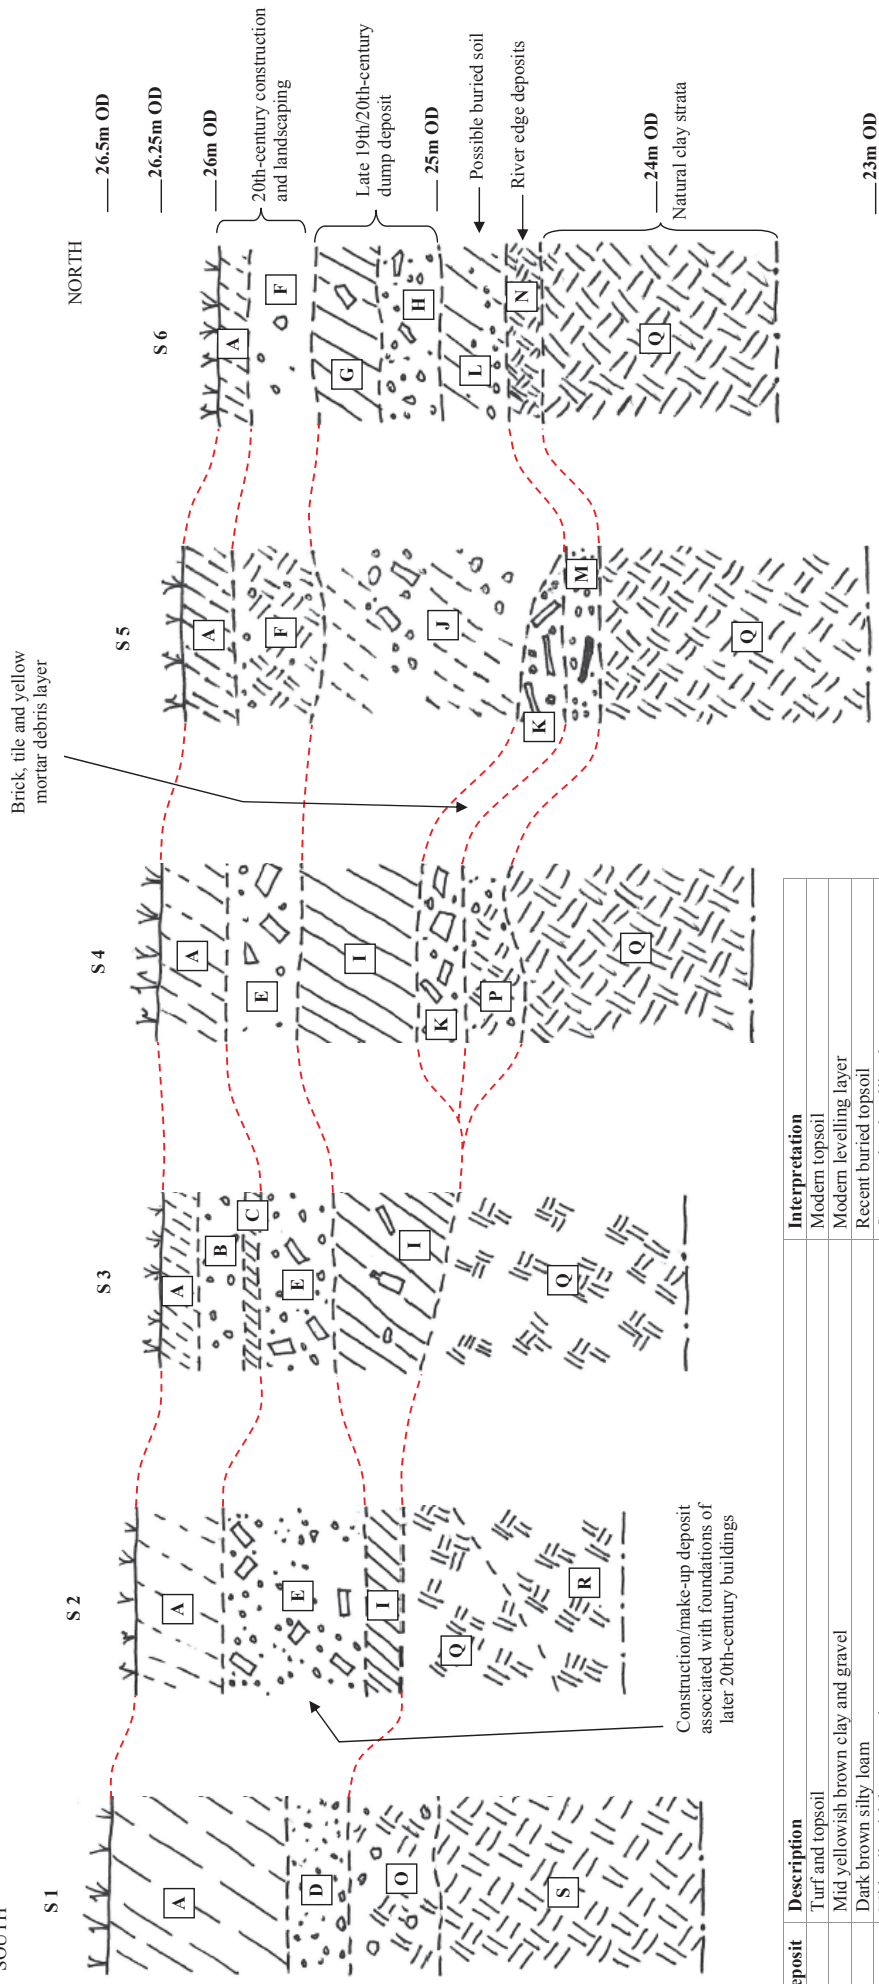 SOUTH
NORTH
S 1
S 2
S 3
S 4
S 5
S 6
26.5m OD
26.25m OD
26m OD
25m OD
24m OD
23m OD
20th-century construction
and landscaping
Late 19th/20th-century
dump deposit
Possible buried soil
River edge deposits
Natural clay strata
Brick, tile and yellow
mortar debris layer
Construction/make-up deposit
associated with foundations of
later 20th-century buildings
A
D
O
S
A
E
I
Q
R
A
B
C
E
I
Q
A
E
I
K
P
Q
A
F
J
K
M
Q
A
F
G
H
L
N
Q
eposit Description Interpretation
Turf and topsoil Modern topsoil
Mid yellowish brown clay and gravel Modern levelling layer
Dark brown silty loam Recent buried topsoil